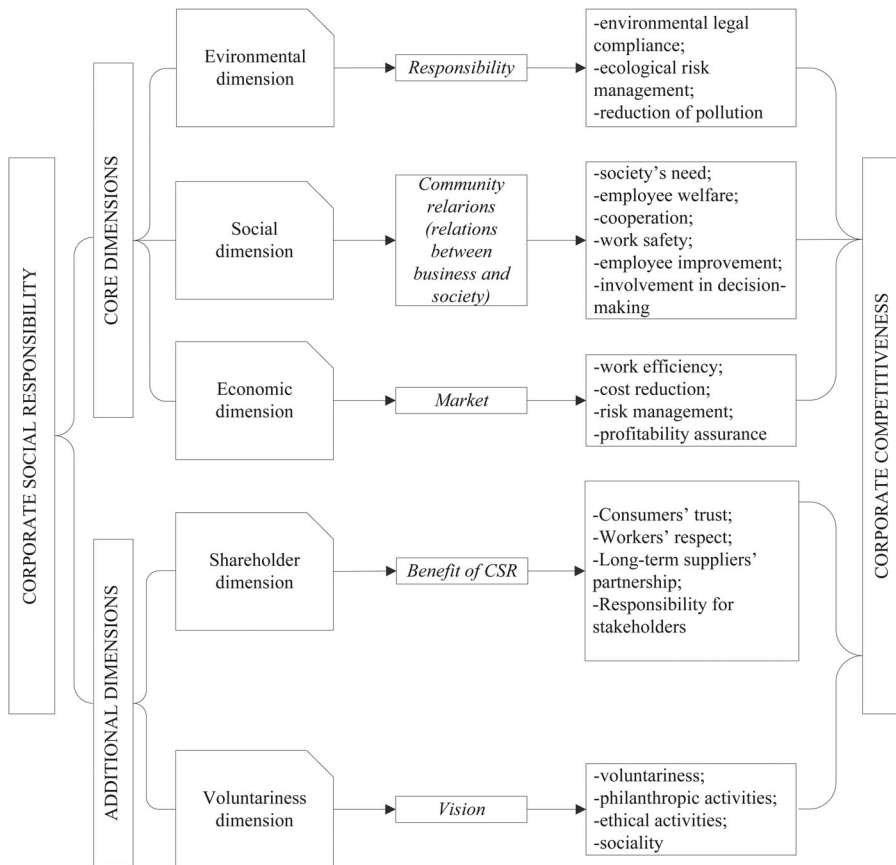 CORPORATE SOCIAL RESPONSIBILITY
CORE DIMENSIONS
Evironmental
dimension
Responsibility
-environmental legal
compliance;
-ecological risk
management;
-reduction of pollution
Social
dimension
Community
relarions
(relations
between
business and
society)
-society's need;
-employee welfare;
-cooperation;
-work safety;
-employee improvement;
-involvement in decision-
making
Economic
dimension
Market
-work efficiency;
-cost reduction;
-risk management;
-profitability assurance
ADDITIONAL DIMENSIONS
Shareholder
dimension
Benefit of CSR
-Consumers' trust;
-Workers' respect;
-Long-term suppliers'
partnership;
-Responsibility for
stakeholders
Voluntariness
dimension
Vision
-voluntariness;
-philanthropic activities;
-ethical activities;
-sociality
CORPORATE COMPETITIVENESS